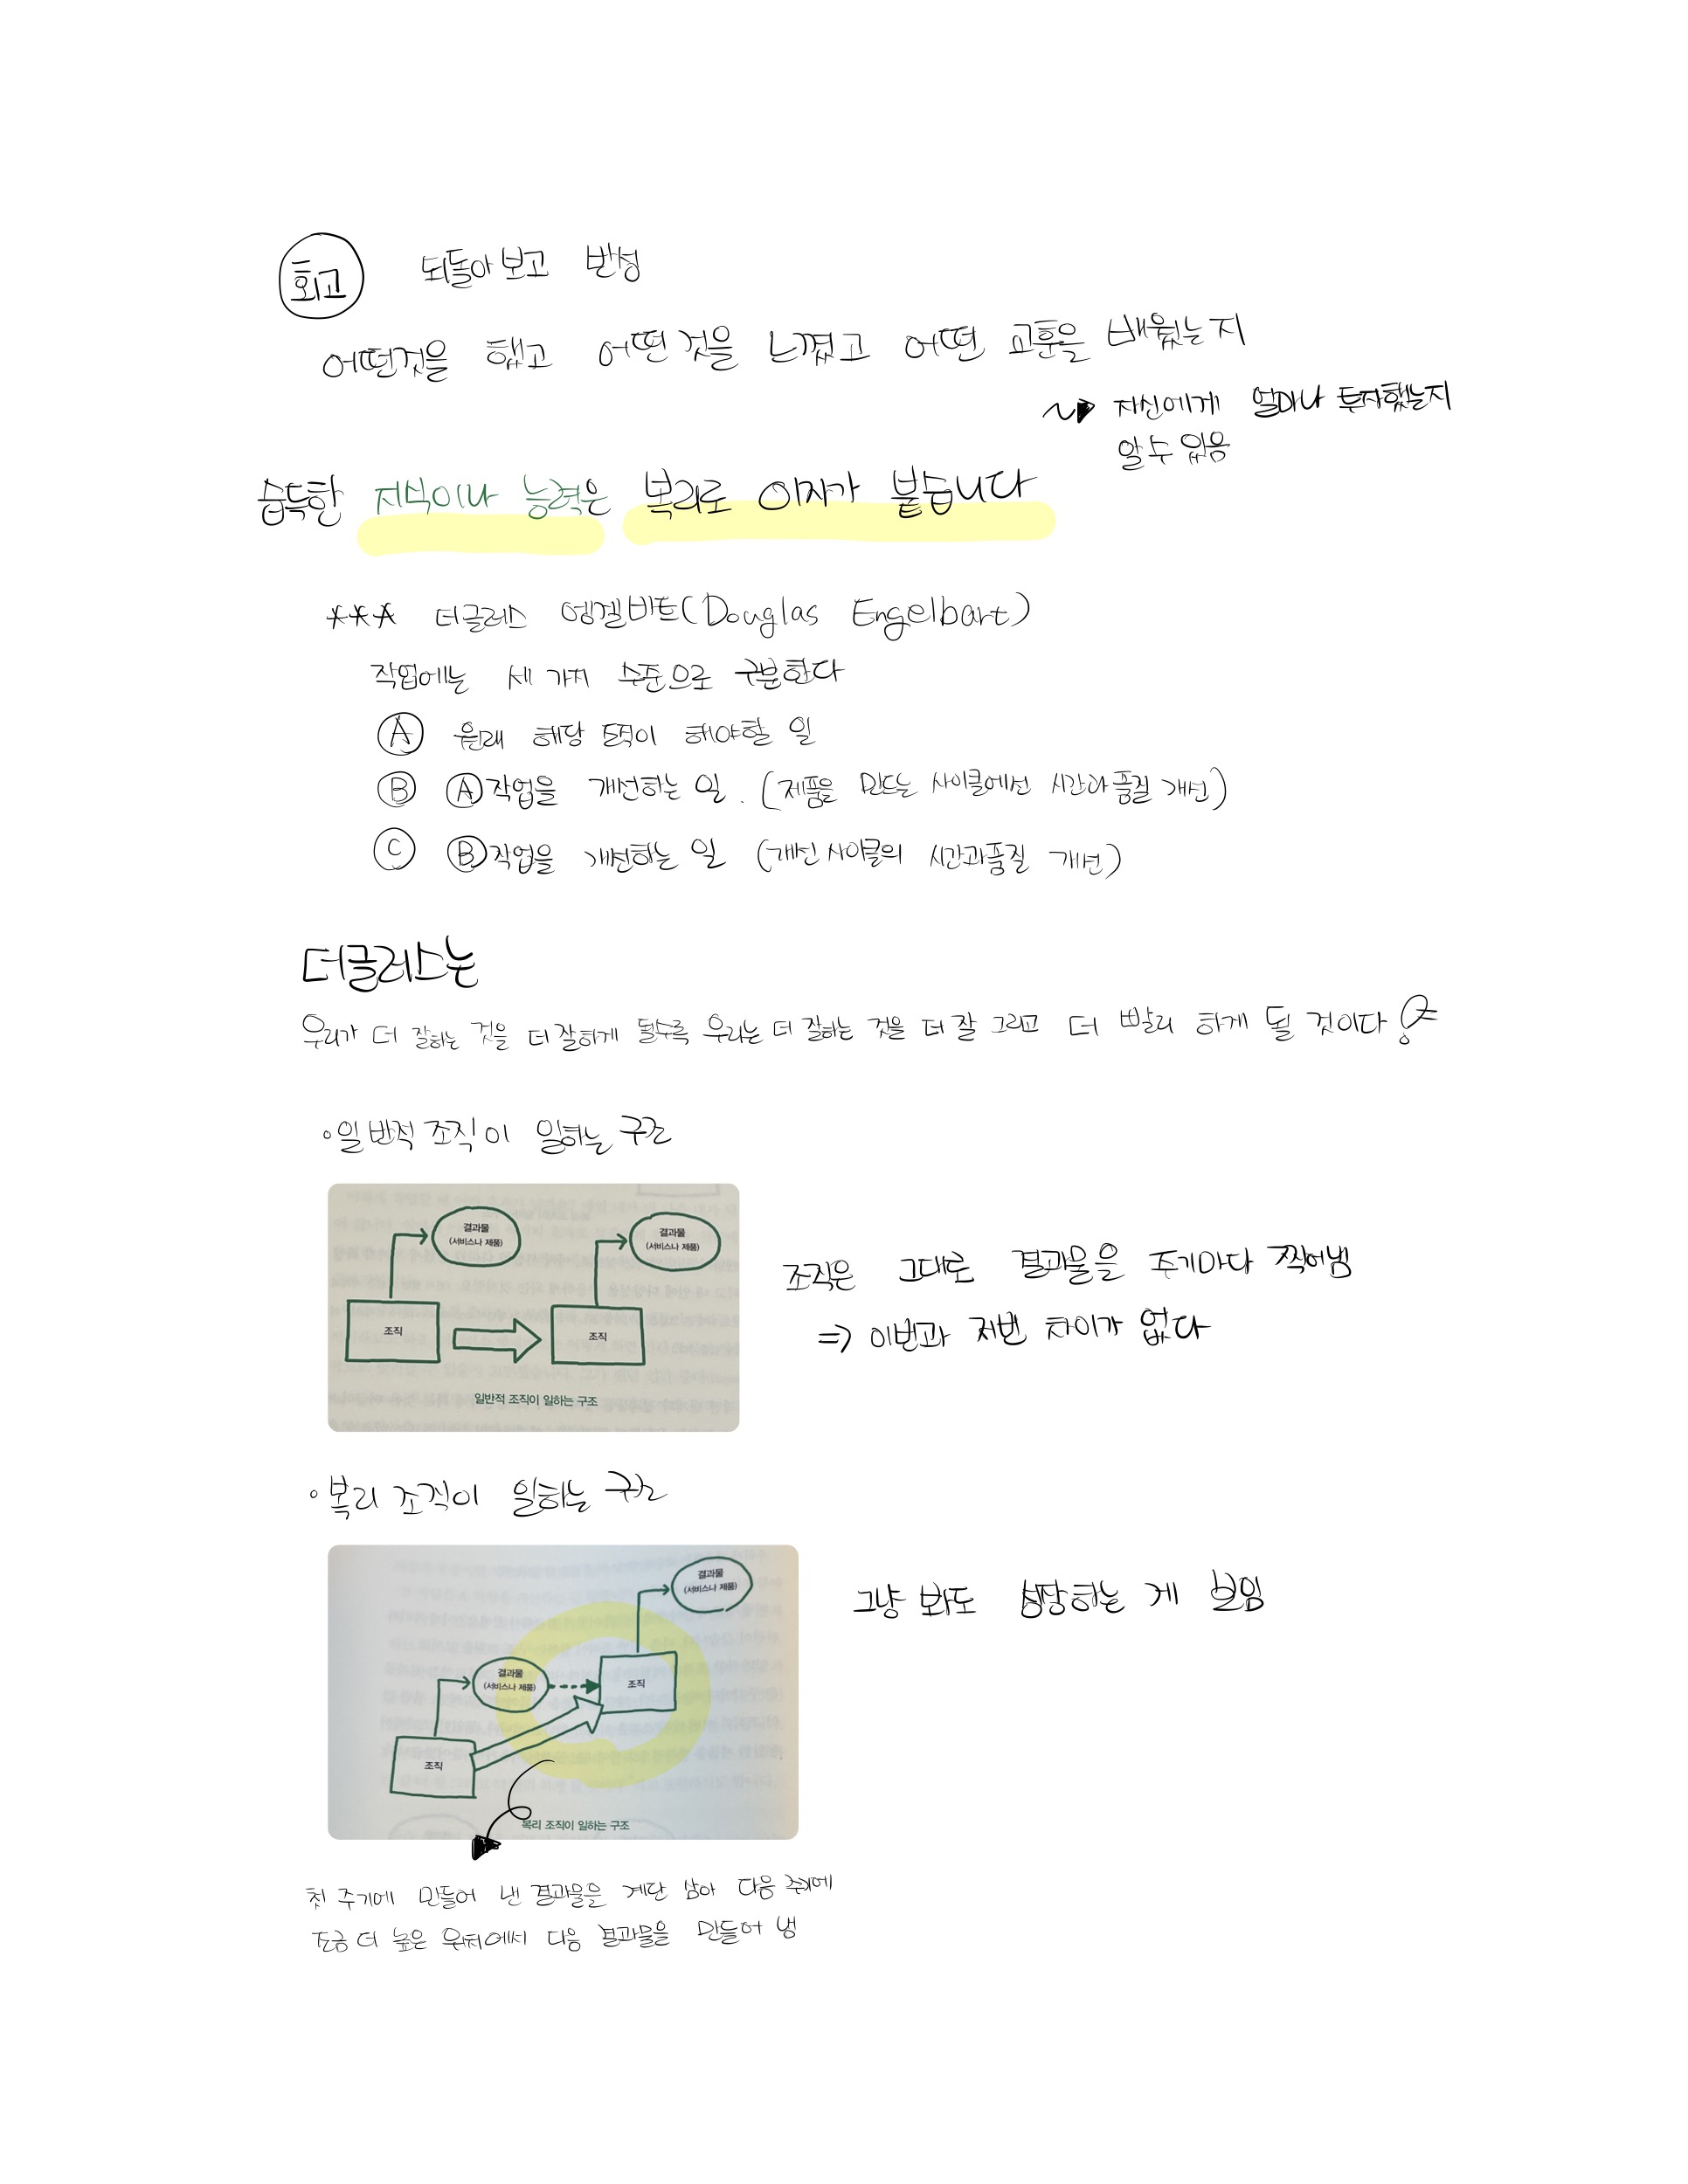 회고 되돌아보고 반성
어떤것을 했고 어떤것을 느꼈고 어떤 교훈을 배웠는지
자신에게 얼마나 투자했는지
알 수 있음
습득한 지식이나 능력은 복리로 이자가 붙습니다
*** 더글레스 엥겔바트(Douglas Engelbart)
작업에는 세 가지 수준으로 구분한다
Ⓐ 원래 해당 조직이 해야할 일
Ⓑ Ⓐ작업을 개선하는 일. (제품을 만드는 사이클에선 시간과 품질 개선)
Ⓒ Ⓑ작업을 개선하는 일 (개선 사이클의 시간과 품질 개선)
더글레스는
우리가 더 잘하는 것을 더 잘하게 될수록 우리는 더 잘하는 것을 더 잘 그리고 더 빨리 하게 될 것이다
• 일반적 조직이 일하는 구조
결과물
(서비스나 제품)
결과물
(서비스나 제품)
조직
조직
일반적 조직이 일하는 구조
조직은 그대로 결과물을 주기마다 찍어냄
=> 이번과 저번 차이가 없다
• 복리 조직이 일하는 구조
결과물
(서비스나 제품)
결과물
(서비스나 제품)
조직
조직
복리 조직이 일하는 구조
그냥 봐도 성장하는 게 보임
첫 주기에 만들어 낸 결과물을 계단 삼아 다음 주기에
조금 더 높은 위치에서 다음 결과물을 만들어 냄